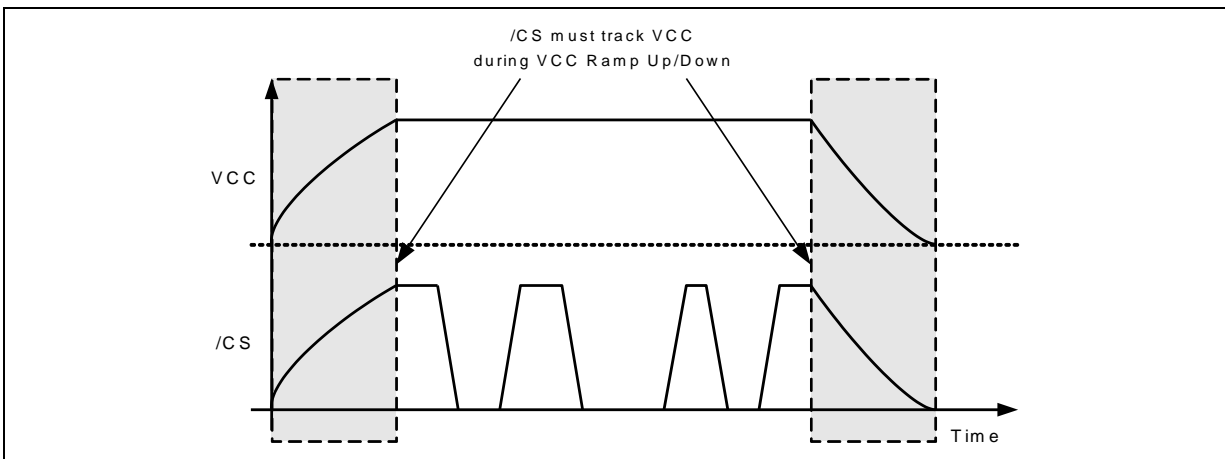 /CS must track VCC
during VCC Ramp Up/Down
VCC
/CS
Time